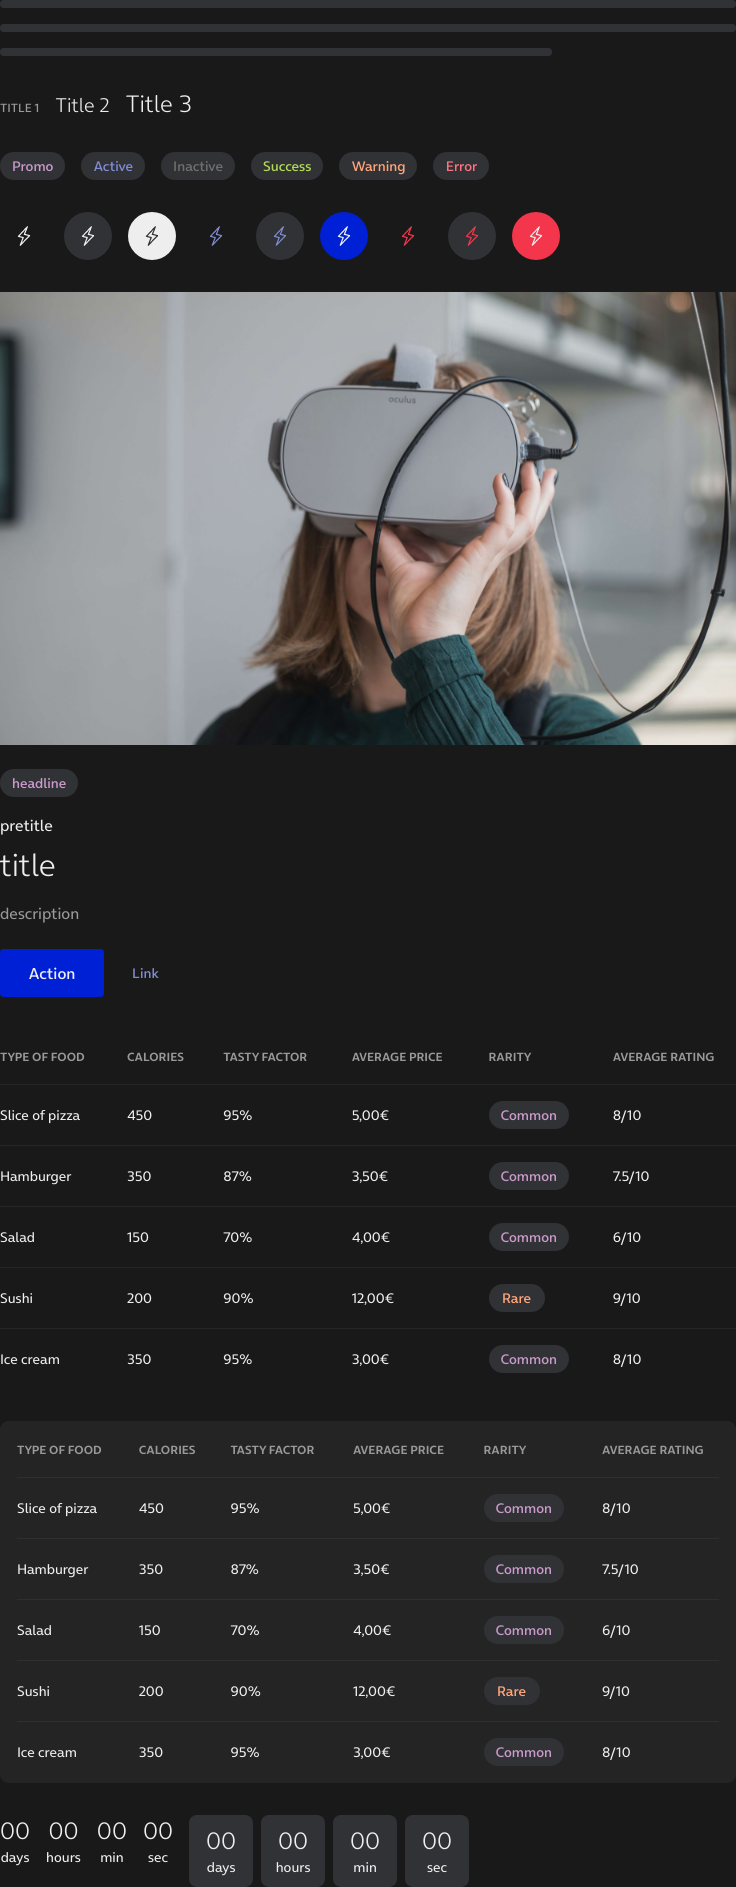 TITLE 1 Title 2 Title 3
Promo Active Inactive Success Warning Error
oculus
headline
pretitle
title
description
Action Link
TYPE OF FOOD CALORIES TASTY FACTOR AVERAGE PRICE RARITY AVERAGE RATING
Slice of pizza 450 95% 5,00€ Common 8/10
Hamburger 350 87% 3,50€ Common 7.5/10
Salad 150 70% 4,00€ Common 6/10
Sushi 200 90% 12,00€ Rare 9/10
Ice cream 350 95% 3,00€ Common 8/10
TYPE OF FOOD CALORIES TASTY FACTOR AVERAGE PRICE RARITY AVERAGE RATING
Slice of pizza 450 95% 5,00€ Common 8/10
Hamburger 350 87% 3,50€ Common 7.5/10
Salad 150 70% 4,00€ Common 6/10
Sushi 200 90% 12,00€ Rare 9/10
Ice cream 350 95% 3,00€ Common 8/10
00 00 00 00 00 00 00 00
days hours min sec days hours min sec